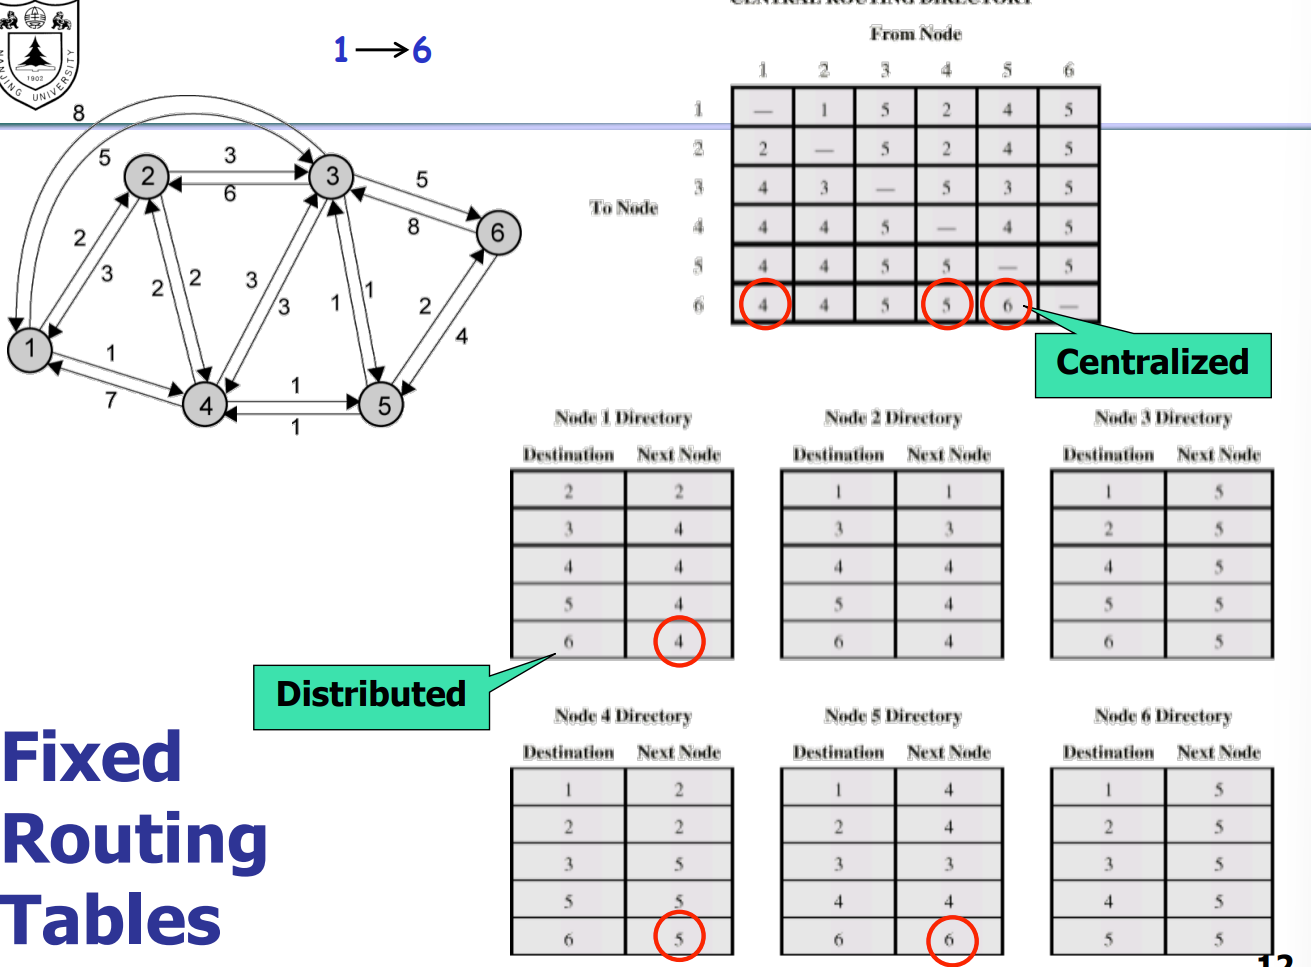 NANJING UNIVERSITY
1902
1 → 6
CENTRAL ROUTING DIRECTORY
From Node
1 2 3 4 5 6
To Node
1 — 1 5 2 4 5
2 2 — 5 2 4 5
3 4 3 — 5 3 5
4 4 4 5 — 4 5
5 4 4 5 5 — 5
6 4 4 5 5 6 —
Centralized
8
5
2
3
3
6
3
5
8
6
2
3
2
2
3
3
1
1
2
4
1
1
7
4
1
1
5
Node 1 Directory
Destination Next Node
2 2
3 4
4 4
5 4
6 4
Node 2 Directory
Destination Next Node
1 1
3 3
4 4
5 4
6 4
Node 3 Directory
Destination Next Node
1 5
2 5
4 5
5 5
6 5
Distributed
Node 4 Directory
Destination Next Node
1 2
2 2
3 5
5 5
6 5
Node 5 Directory
Destination Next Node
1 4
2 4
3 3
4 4
6 6
Node 6 Directory
Destination Next Node
1 5
2 5
3 5
4 5
5 5
Fixed
Routing
Tables
12